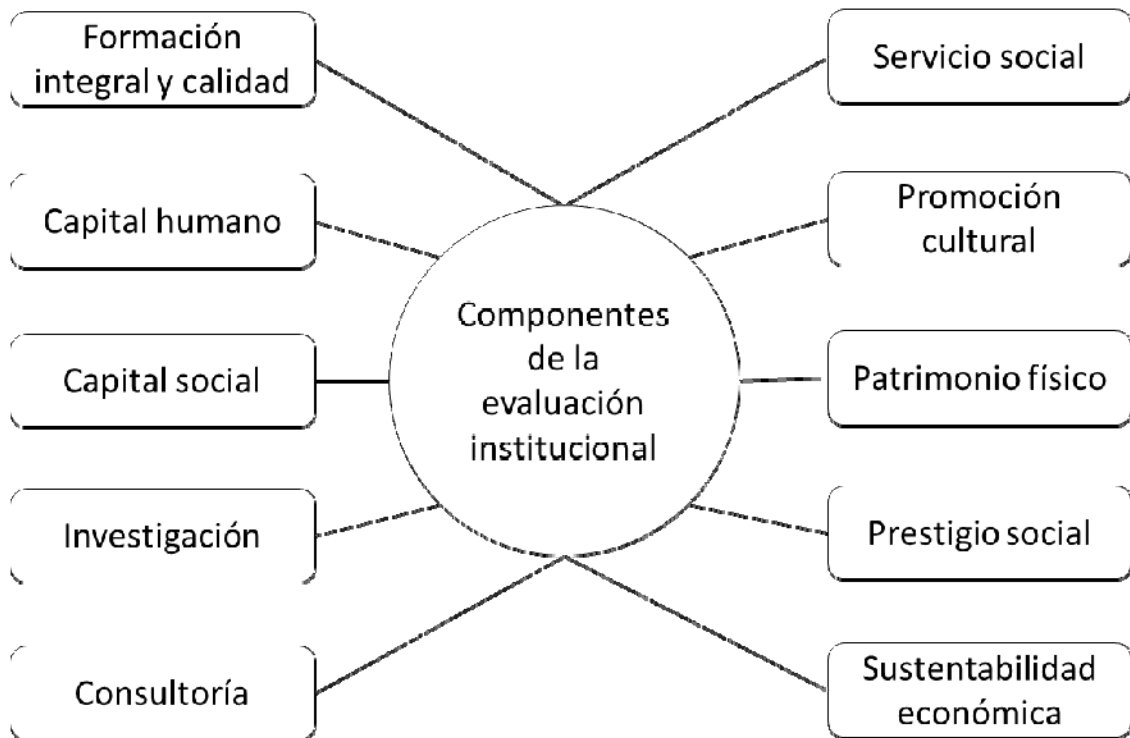 Formación
integral y calidad
Capital humano
Capital social
Investigación
Consultoría
Componentes
de la
evaluación
institucional
Servicio social
Promoción
cultural
Patrimonio físico
Prestigio social
Sustentabilidad
económica